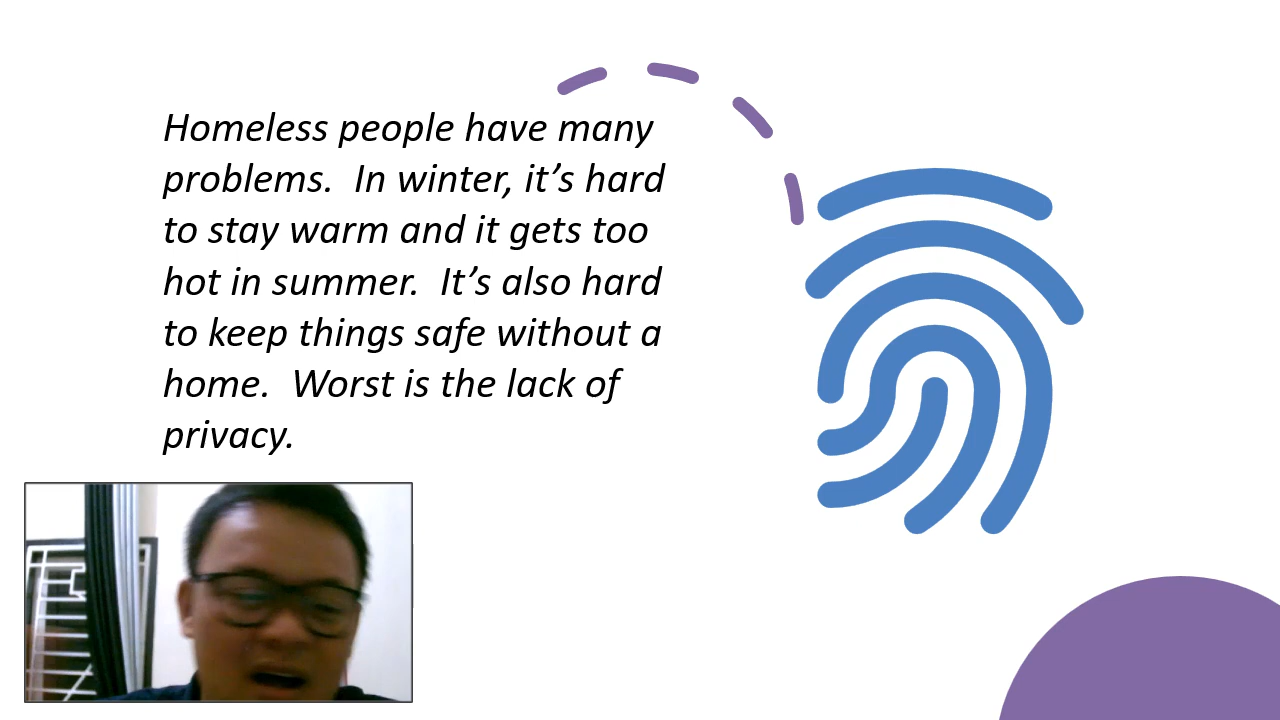 Homeless people have many
problems.  In winter, it’s hard
to stay warm and it gets too
hot in summer.  It’s also hard
to keep things safe without a
home.  Worst is the lack of
privacy.